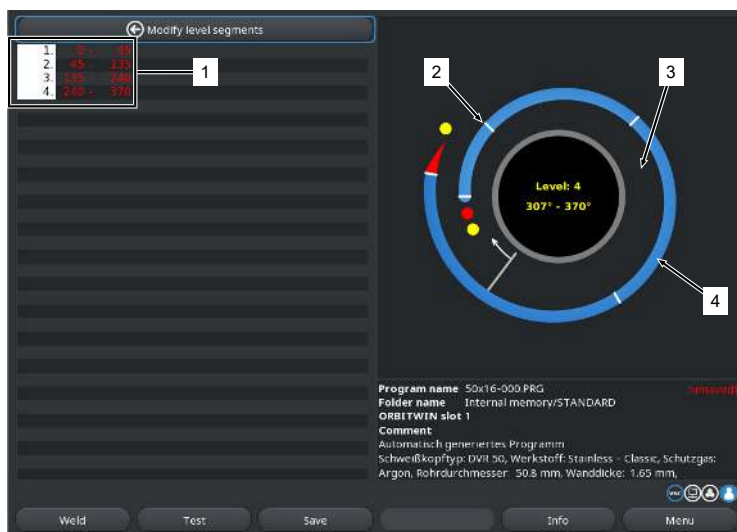 Modify level segments
1. 0 - 45
2. 45 - 135
3. 135 - 240
4. 240 - 370
1
2
3
4
Level: 4
307° - 370°
Program name 50x16-000.PRG
Folder name Internal memory/STANDARD
ORBITWIN slot 1
Comment
Automatisch generiertes Programm
Schweißkopftyp: DVR 50, Werkstoff: Stainless - Classic, Schutzgas:
Argon, Rohrdurchmesser: 50.8 mm, Wanddicke: 1.65 mm,
Weld Test Save Info Menu